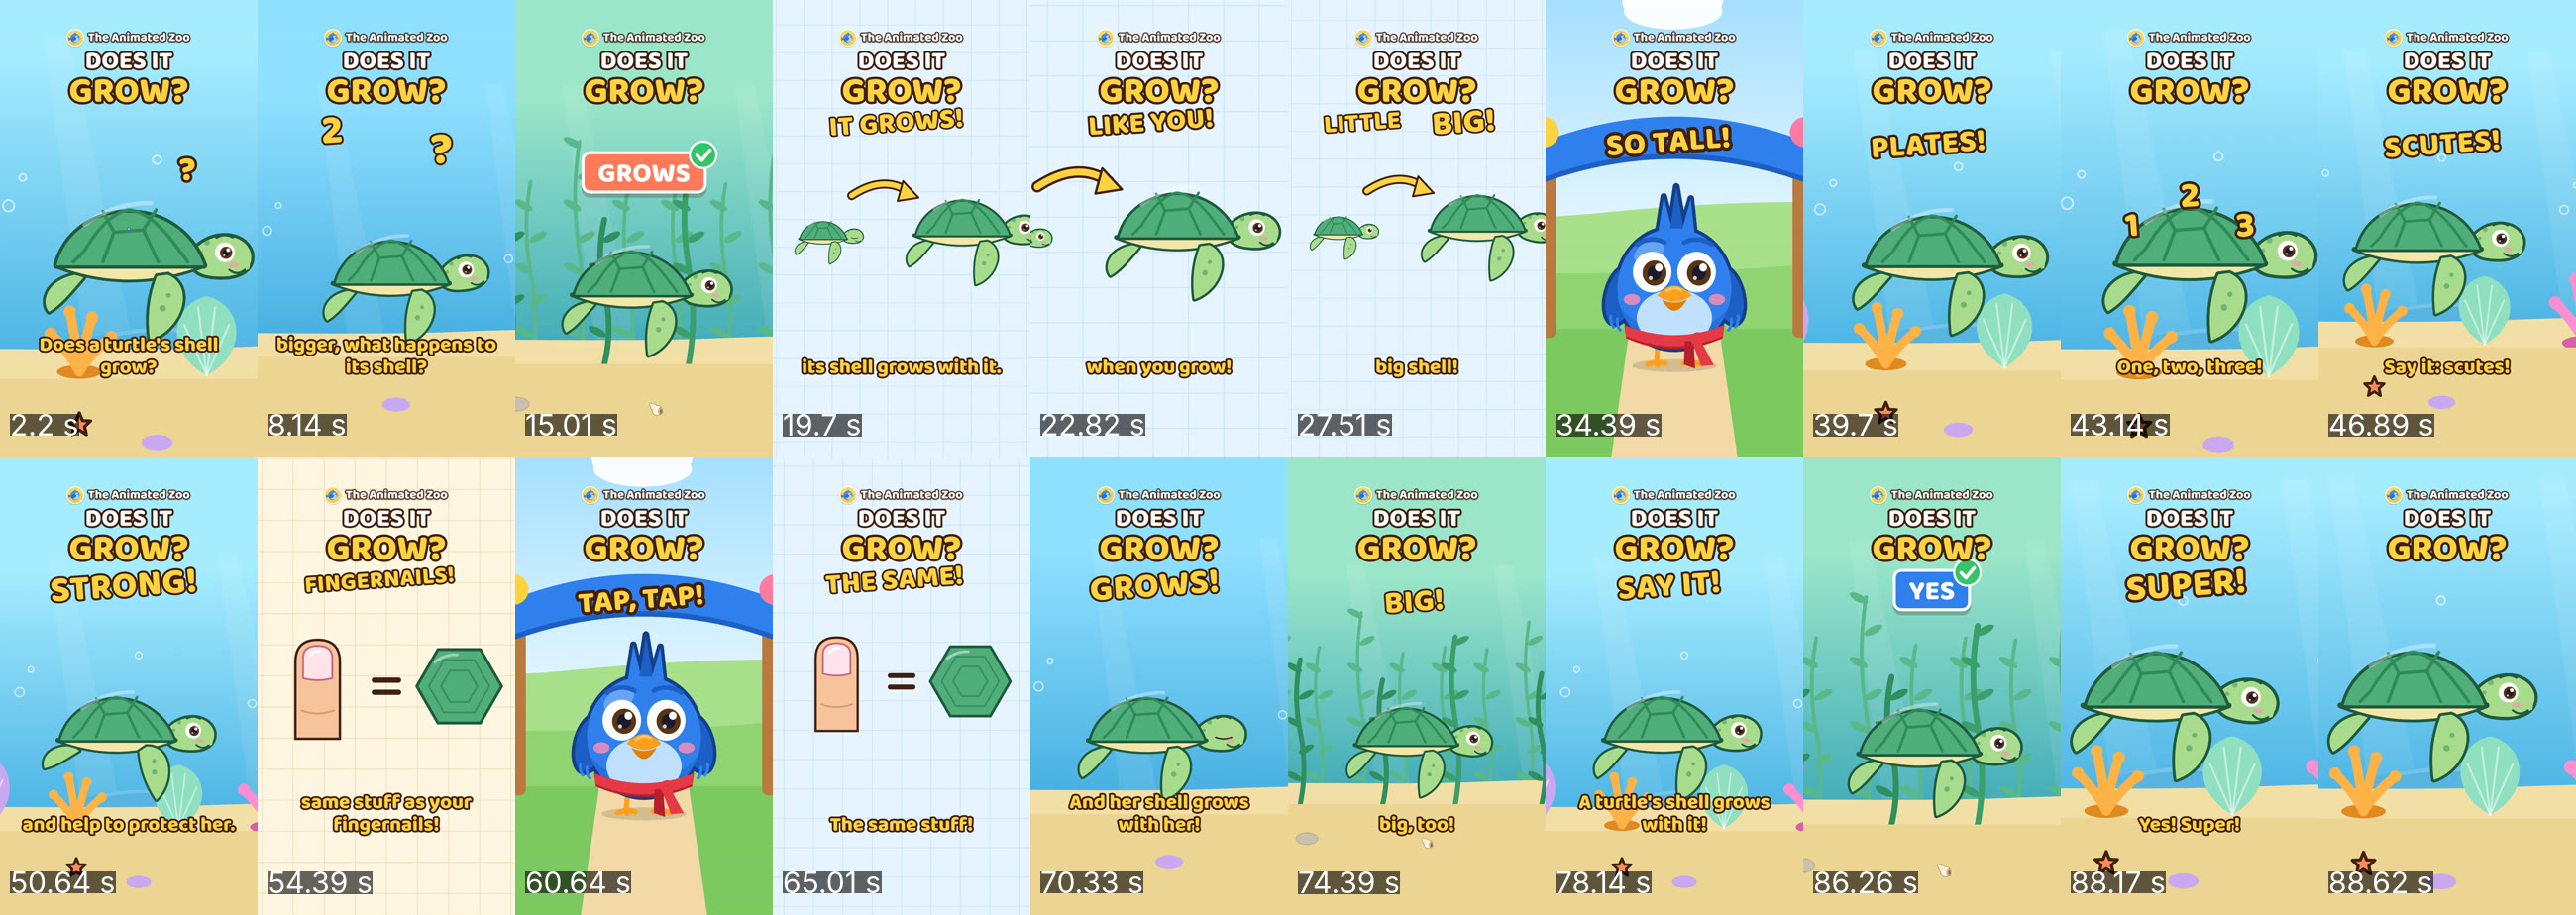 The Animated Zoo
DOES IT
GROW?
?
Does a turtle's shell
grow?
2.2 s
The Animated Zoo
DOES IT
GROW?
2
?
bigger, what happens to
its shell?
8.14 s
The Animated Zoo
DOES IT
GROW?
GROWS
15.01 s
The Animated Zoo
DOES IT
GROW?
IT GROWS!
its shell grows with it.
19.7 s
The Animated Zoo
DOES IT
GROW?
LIKE YOU!
when you grow!
22.82 s
The Animated Zoo
DOES IT
GROW?
LITTLE BIG!
big shell!
27.51 s
The Animated Zoo
DOES IT
GROW?
SO TALL!
34.39 s
The Animated Zoo
DOES IT
GROW?
PLATES!
39.7 s
The Animated Zoo
DOES IT
GROW?
1 2 3
One, two, three!
43.14 s
The Animated Zoo
DOES IT
GROW?
SCUTES!
Say it: scutes!
46.89 s
The Animated Zoo
DOES IT
GROW?
STRONG!
and help to protect her.
50.64 s
The Animated Zoo
DOES IT
GROW?
FINGERNAILS!
=
same stuff as your
fingernails!
54.39 s
The Animated Zoo
DOES IT
GROW?
TAP, TAP!
60.64 s
The Animated Zoo
DOES IT
GROW?
THE SAME!
=
The same stuff!
65.01 s
The Animated Zoo
DOES IT
GROW?
GROWS!
And her shell grows
with her!
70.33 s
The Animated Zoo
DOES IT
GROW?
BIG!
big, too!
74.39 s
The Animated Zoo
DOES IT
GROW?
SAY IT!
A turtle's shell grows
with it!
78.14 s
The Animated Zoo
DOES IT
GROW?
YES
86.26 s
The Animated Zoo
DOES IT
GROW?
SUPER!
Yes! Super!
88.17 s
The Animated Zoo
DOES IT
GROW?
88.62 s